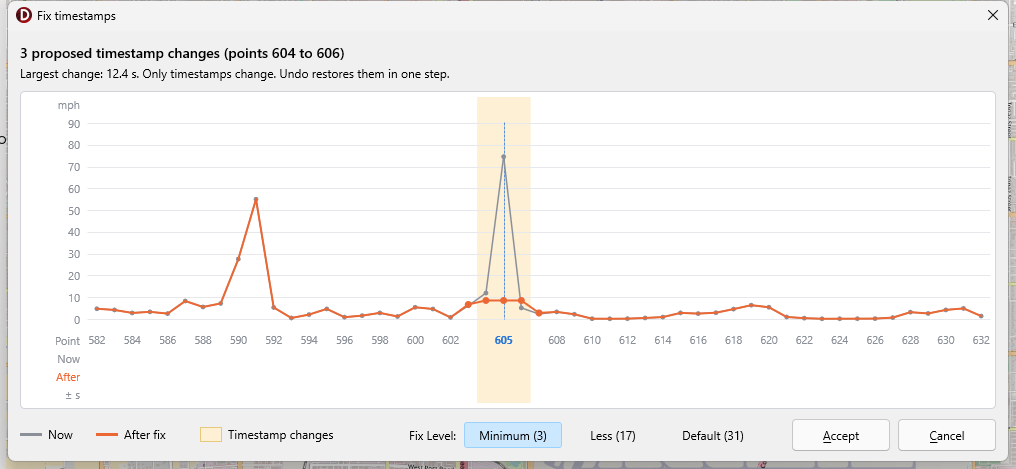 D Fix timestamps
3 proposed timestamp changes (points 604 to 606)
Largest change: 12.4 s. Only timestamps change. Undo restores them in one step.
mph
90
80
70
60
50
40
30
20
10
0
Point 582 584 586 588 590 592 594 596 598 600 602 605 608 610 612 614 616 618 620 622 624 626 628 630 632
Now
After
± s
Now After fix Timestamp changes Fix Level: Minimum (3) Less (17) Default (31) Accept Cancel